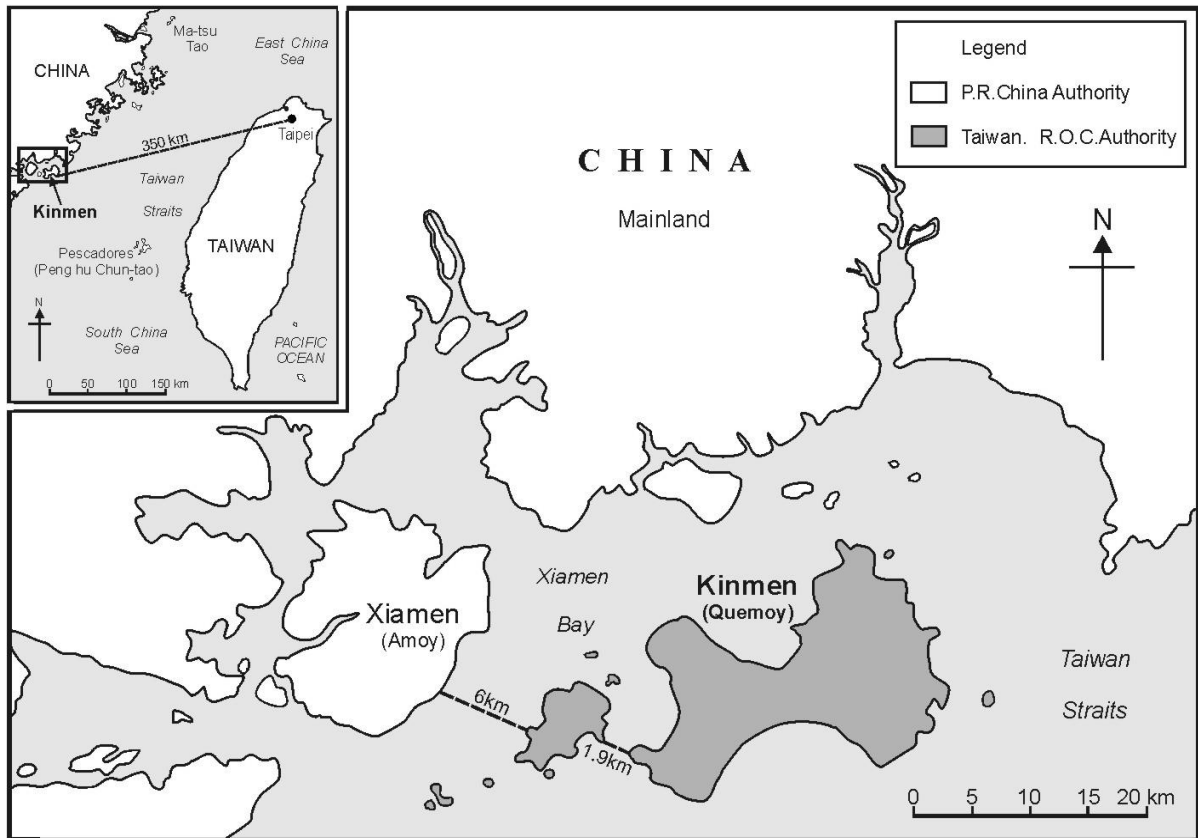 Ma-tsu
Tao
East China
Sea
CHINA
Taipei
350 km
Taiwan
Straits
Kinmen
TAIWAN
Pescadores
(Peng hu Chun-tao)
N
South China
Sea
PACIFIC
OCEAN
0 50 100 150 km
Legend
P.R.China Authority
Taiwan. R.O.C.Authority
CHINA
Mainland
N
Xiamen
Bay
Kinmen
(Quemoy)
Xiamen
(Amoy)
Taiwan
Straits
6km
1.9km
0 5 10 15 20 km